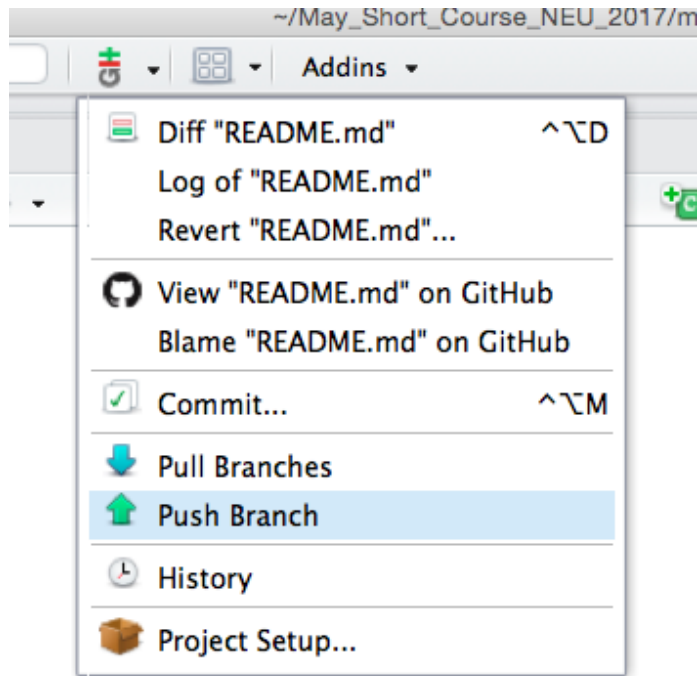 ~/May_Short_Course_NEU_2017/m
Addins
Diff "README.md" ^⌥D
Log of "README.md"
Revert "README.md"...
View "README.md" on GitHub
Blame "README.md" on GitHub
Commit... ^⌥M
Pull Branches
Push Branch
History
Project Setup...